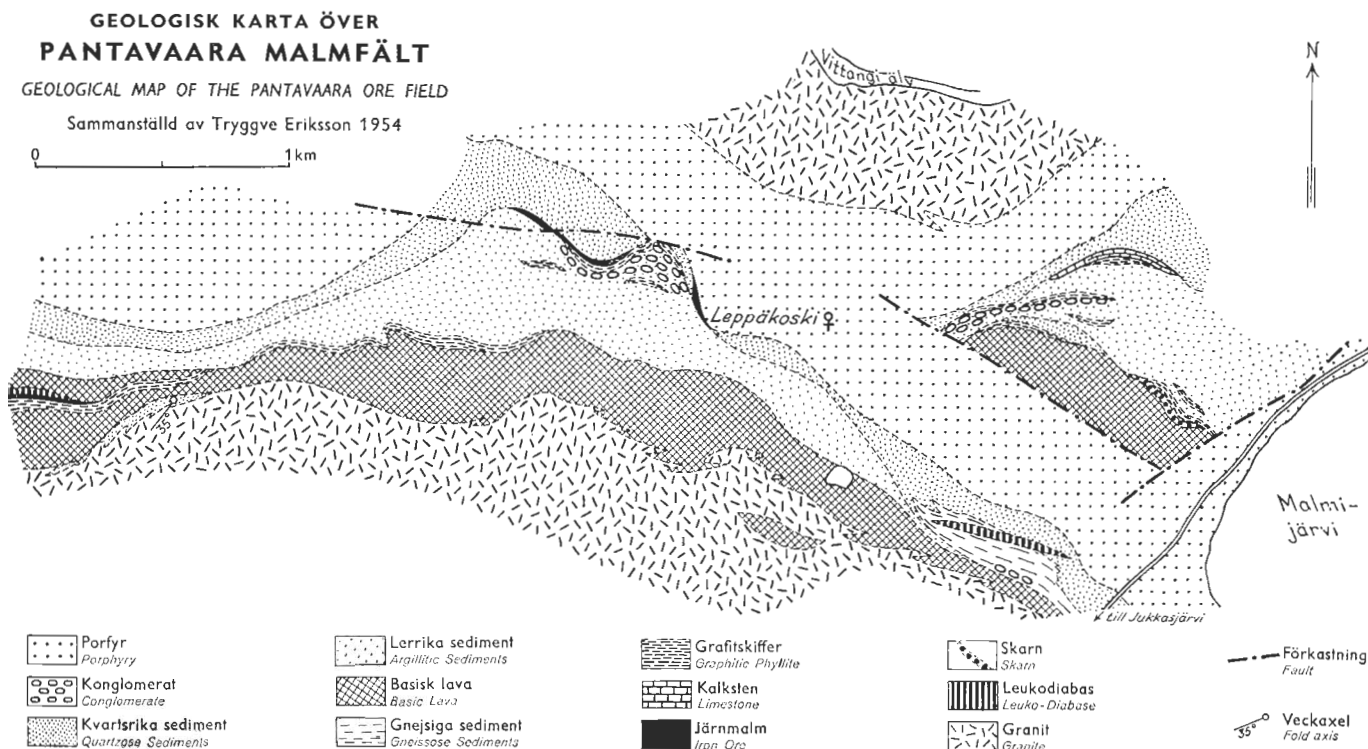 GEOLOGISK KARTA ÖVER
PANTAVAARA MALMFÄLT
GEOLOGICAL MAP OF THE PANTAVAARA ORE FIELD
Sammanställd av Tryggve Eriksson 1954
0 1 km
N
Vittangi älv
Leppäkoski
35°
Malmi-
järvi
Lill Jukkasjärvi
Porfyr
Porphyry
Konglomerat
Conglomerate
Kvartsrika sediment
Quartzose Sediments
Lerrika sediment
Argillitic Sediments
Basisk lava
Basic Lava
Gnejsiga sediment
Gneissose Sediments
Grafitskiffer
Graphitic Phyllite
Kalksten
Limestone
Järnmalm
Iron Ore
Skarn
Skarn
Leukodiabas
Leuko-Diabase
Granit
Granite
Förkastning
Fault
35°
Veckaxel
Fold axis